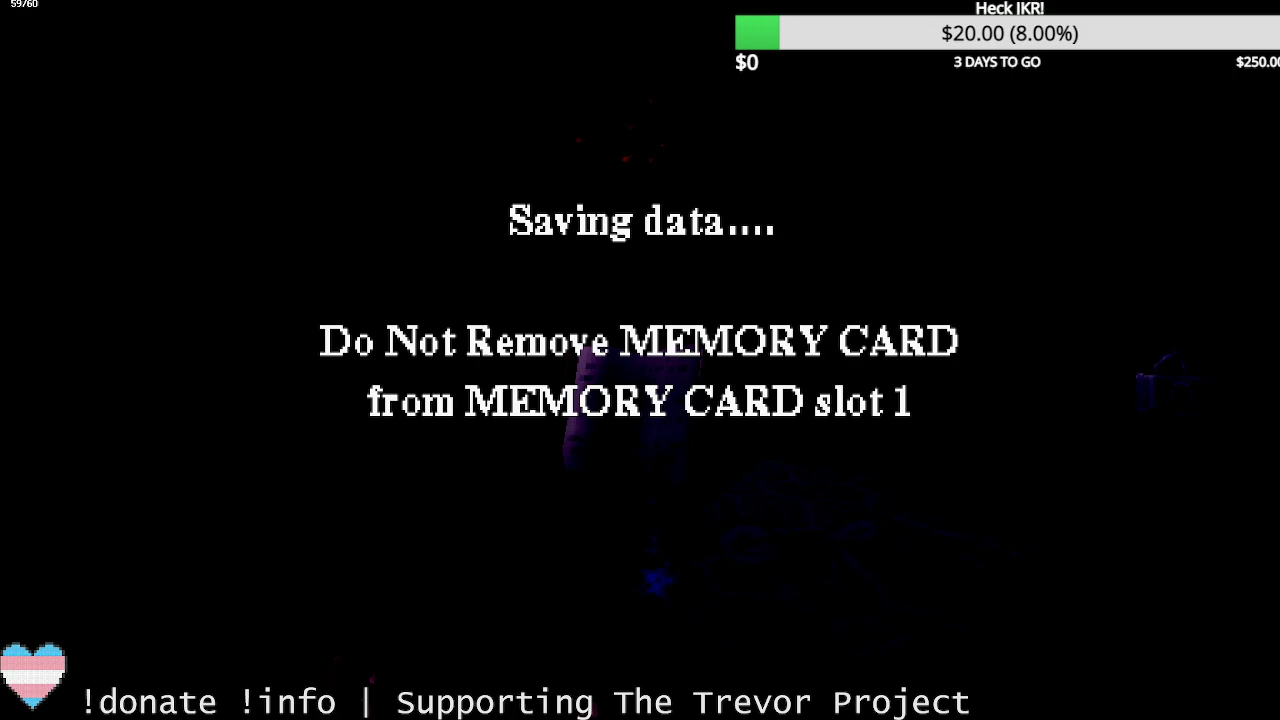 59/60
Heck IKR!
$20.00 (8.00%)
$0
3 DAYS TO GO
$250.00
Saving data....
Do Not Remove MEMORY CARD
from MEMORY CARD slot 1
!donate !info | Supporting The Trevor Project